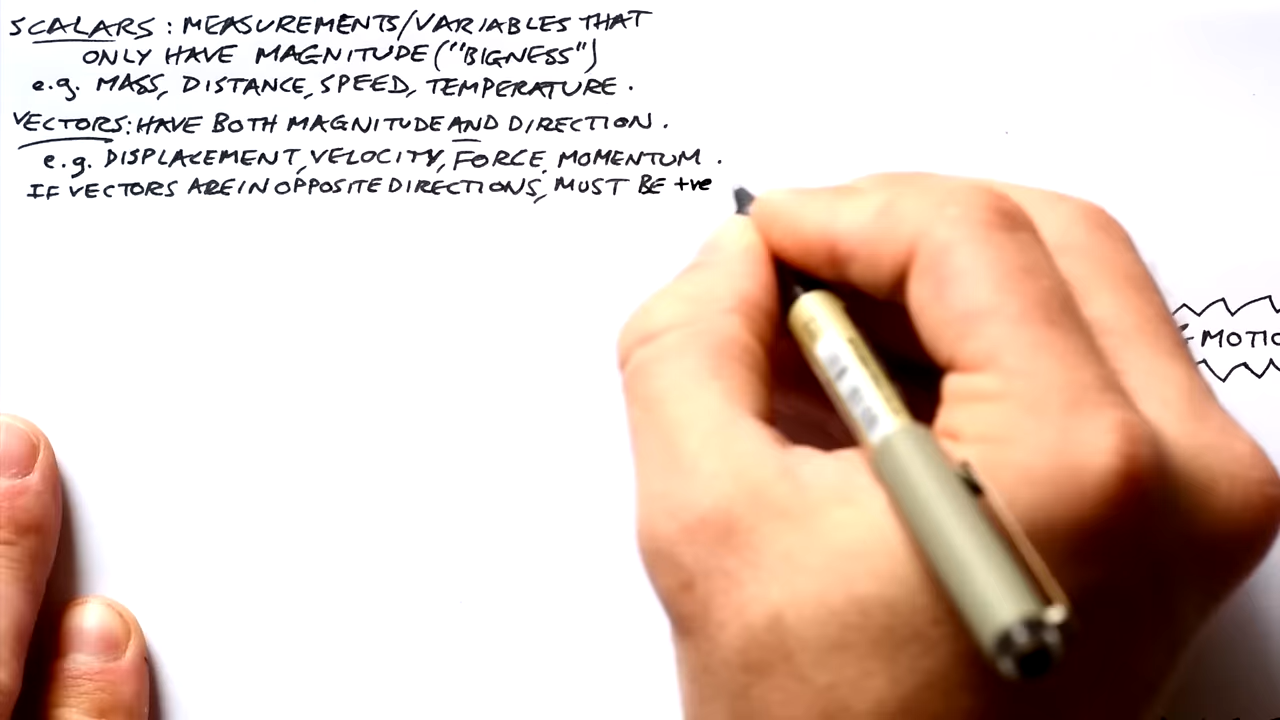 SCALARS: MEASUREMENTS/VARIABLES THAT
ONLY HAVE MAGNITUDE ("BIGNESS")
e.g. MASS, DISTANCE, SPEED, TEMPERATURE.
VECTORS: HAVE BOTH MAGNITUDE AND DIRECTION.
e.g. DISPLACEMENT, VELOCITY, FORCE, MOMENTUM.
IF VECTORS ARE IN OPPOSITE DIRECTIONS, MUST BE +ve